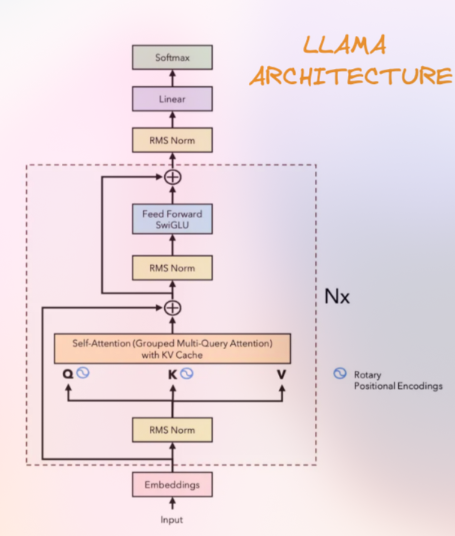 LLAMA
ARCHITECTURE
Softmax
Linear
RMS Norm
Feed Forward
SwiGLU
RMS Norm
Nx
Self-Attention (Grouped Multi-Query Attention)
with KV Cache
Q K V
Rotary
Positional Encodings
RMS Norm
Embeddings
Input